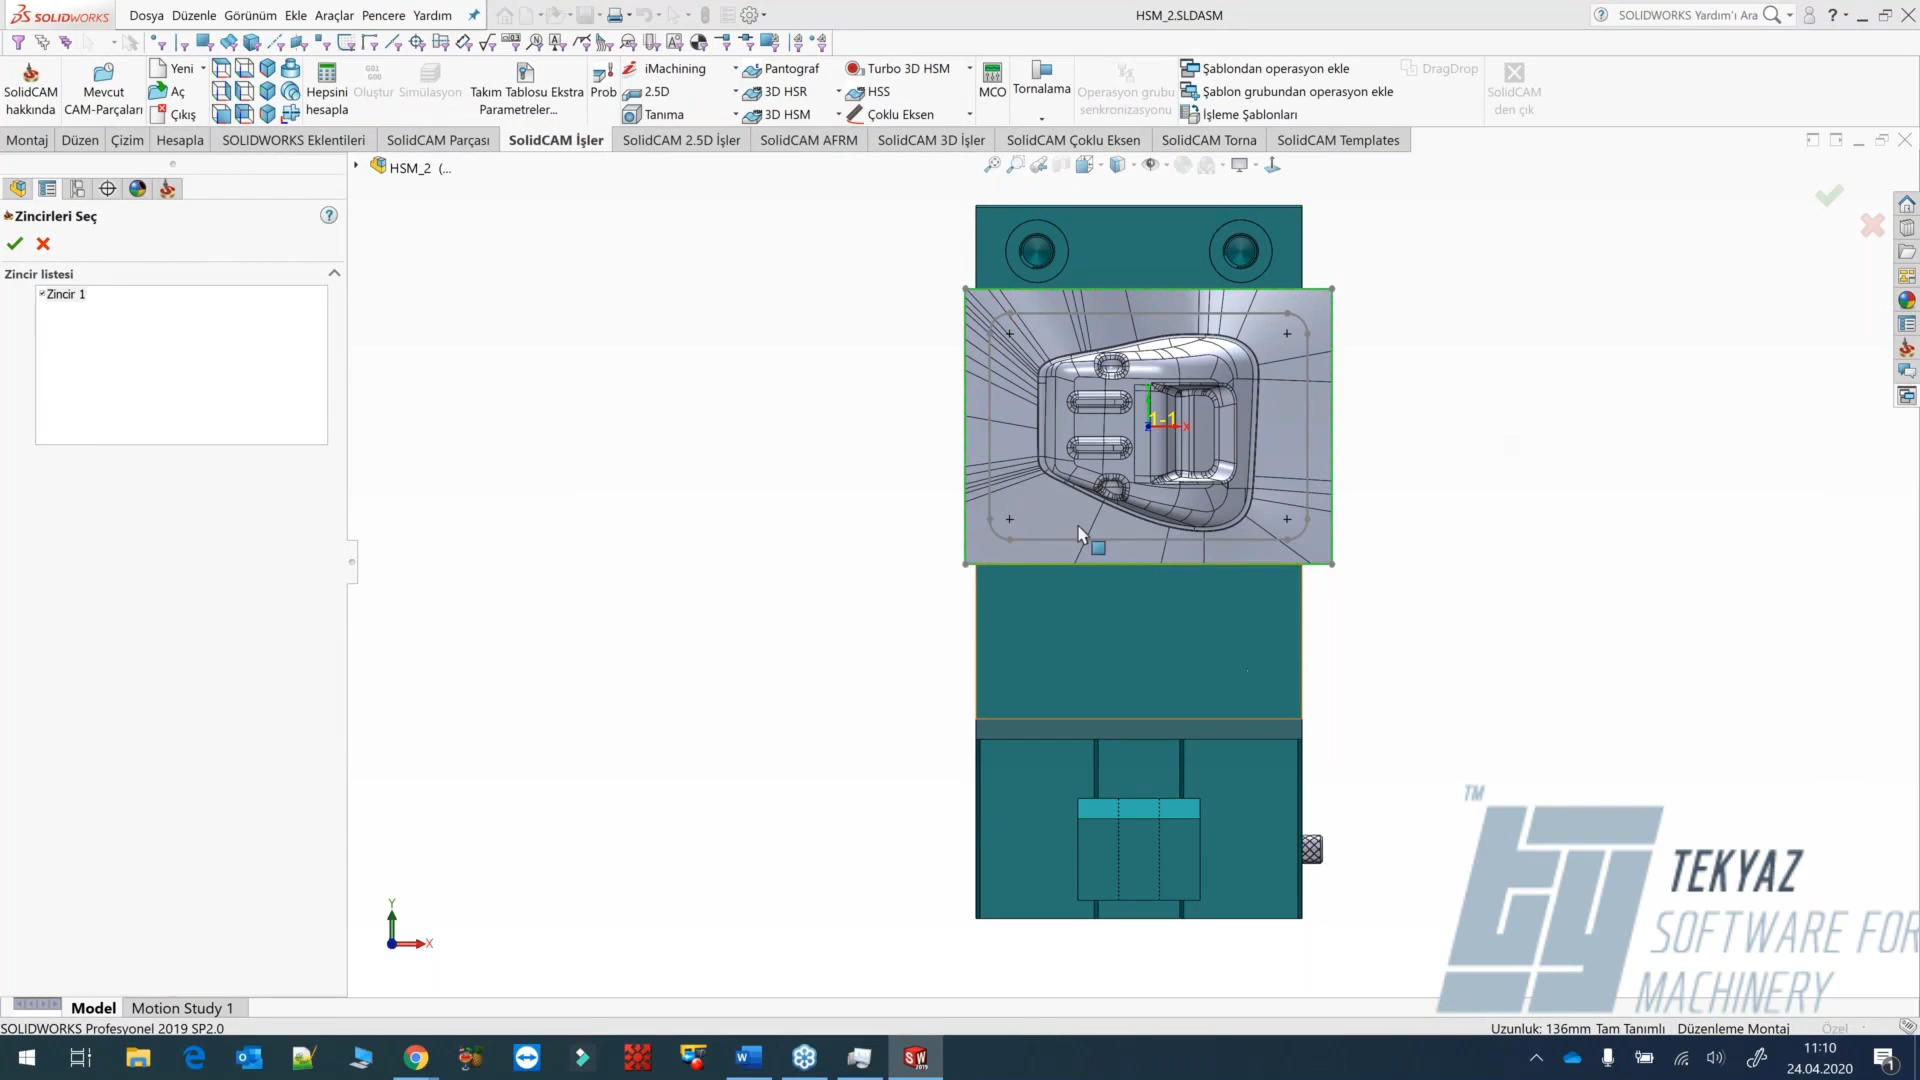 SOLIDWORKS Dosya Düzenle Görünüm Ekle Araçlar Pencere Yardım HSM_2.SLDASM SOLIDWORKS Yardım'ı Ara
Yeni iMachining Pantograf Turbo 3D HSM Şablondan operasyon ekle DragDrop
SolidCAM hakkında Mevcut CAM-Parçaları Aç Hepsini hesapla Oluştur Simülasyon Takım Tablosu Ekstra Parametreler... Prob 2.5D 3D HSR HSS MCO Tornalama Operasyon grubu senkronizasyonu Şablon grubundan operasyon ekle SolidCAM den çık
Çıkış Tanıma 3D HSM Çoklu Eksen İşleme Şablonları
G01
G00
Montaj Düzen Çizim Hesapla SOLIDWORKS Eklentileri SolidCAM Parçası SolidCAM İşler SolidCAM 2.5D İşler SolidCAM AFRM SolidCAM 3D İşler SolidCAM Çoklu Eksen SolidCAM Torna SolidCAM Templates
HSM_2 (...
Zincirleri Seç
Zincir listesi
Zincir 1
1-1
X
Y
X
TM
TEKYAZ
SOFTWARE FOR
MACHINERY
Model Motion Study 1
SOLIDWORKS Profesyonel 2019 SP2.0 Uzunluk: 136mm Tam Tanımlı Düzenleme Montaj Özel
11:10
24.04.2020
1